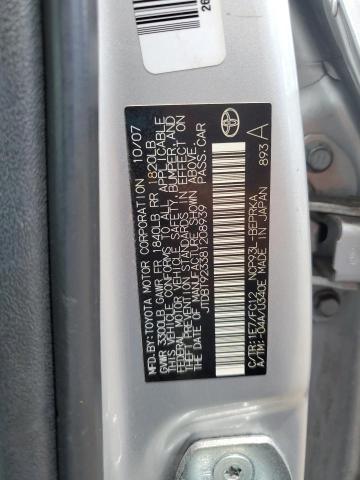 MFD.BY:TOYOTA MOTOR CORPORATION 10/07
GVWR 3300LB GAWR FR 1840LB RR 1820LB
THIS VEHICLE CONFORMS TO ALL APPLICABLE
FEDERAL MOTOR VEHICLE SAFETY, BUMPER, AND
THEFT PREVENTION STANDARDS IN EFFECT ON
THE DATE OF MANUFACTURE SHOWN ABOVE.
JTDBT923381208939 PASS.CAR
C/TR:1E7/FC12 NCP93L-BEPRKA
A/TM:-04A/U340E MADE IN JAPAN 893 A
26